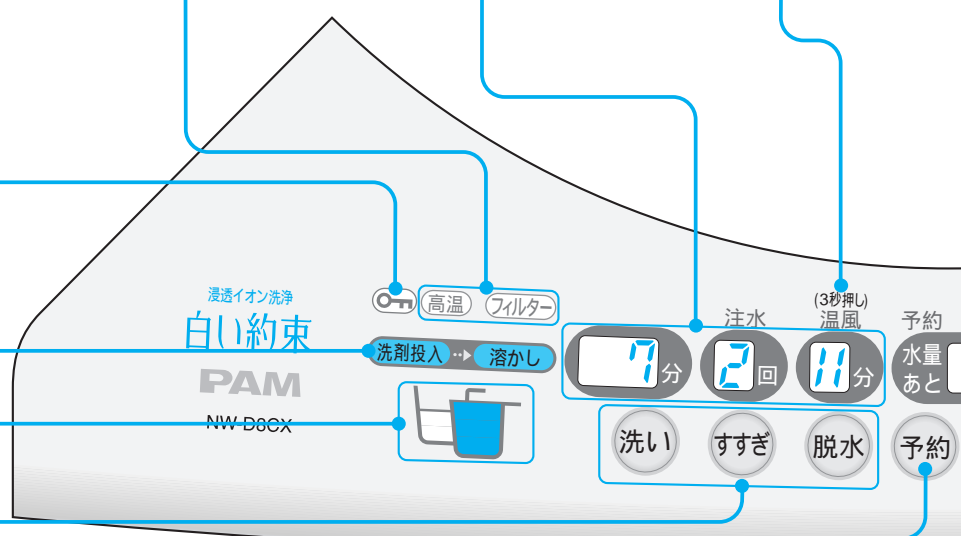 浸透イオン洗浄
白い約束
PAM
NW-D8CX
高温 フィルター
洗剤投入 溶かし
注水
(3秒押し)
温風
予約
7分
2回
11分
水量
あと
洗い
すすぎ
脱水
予約